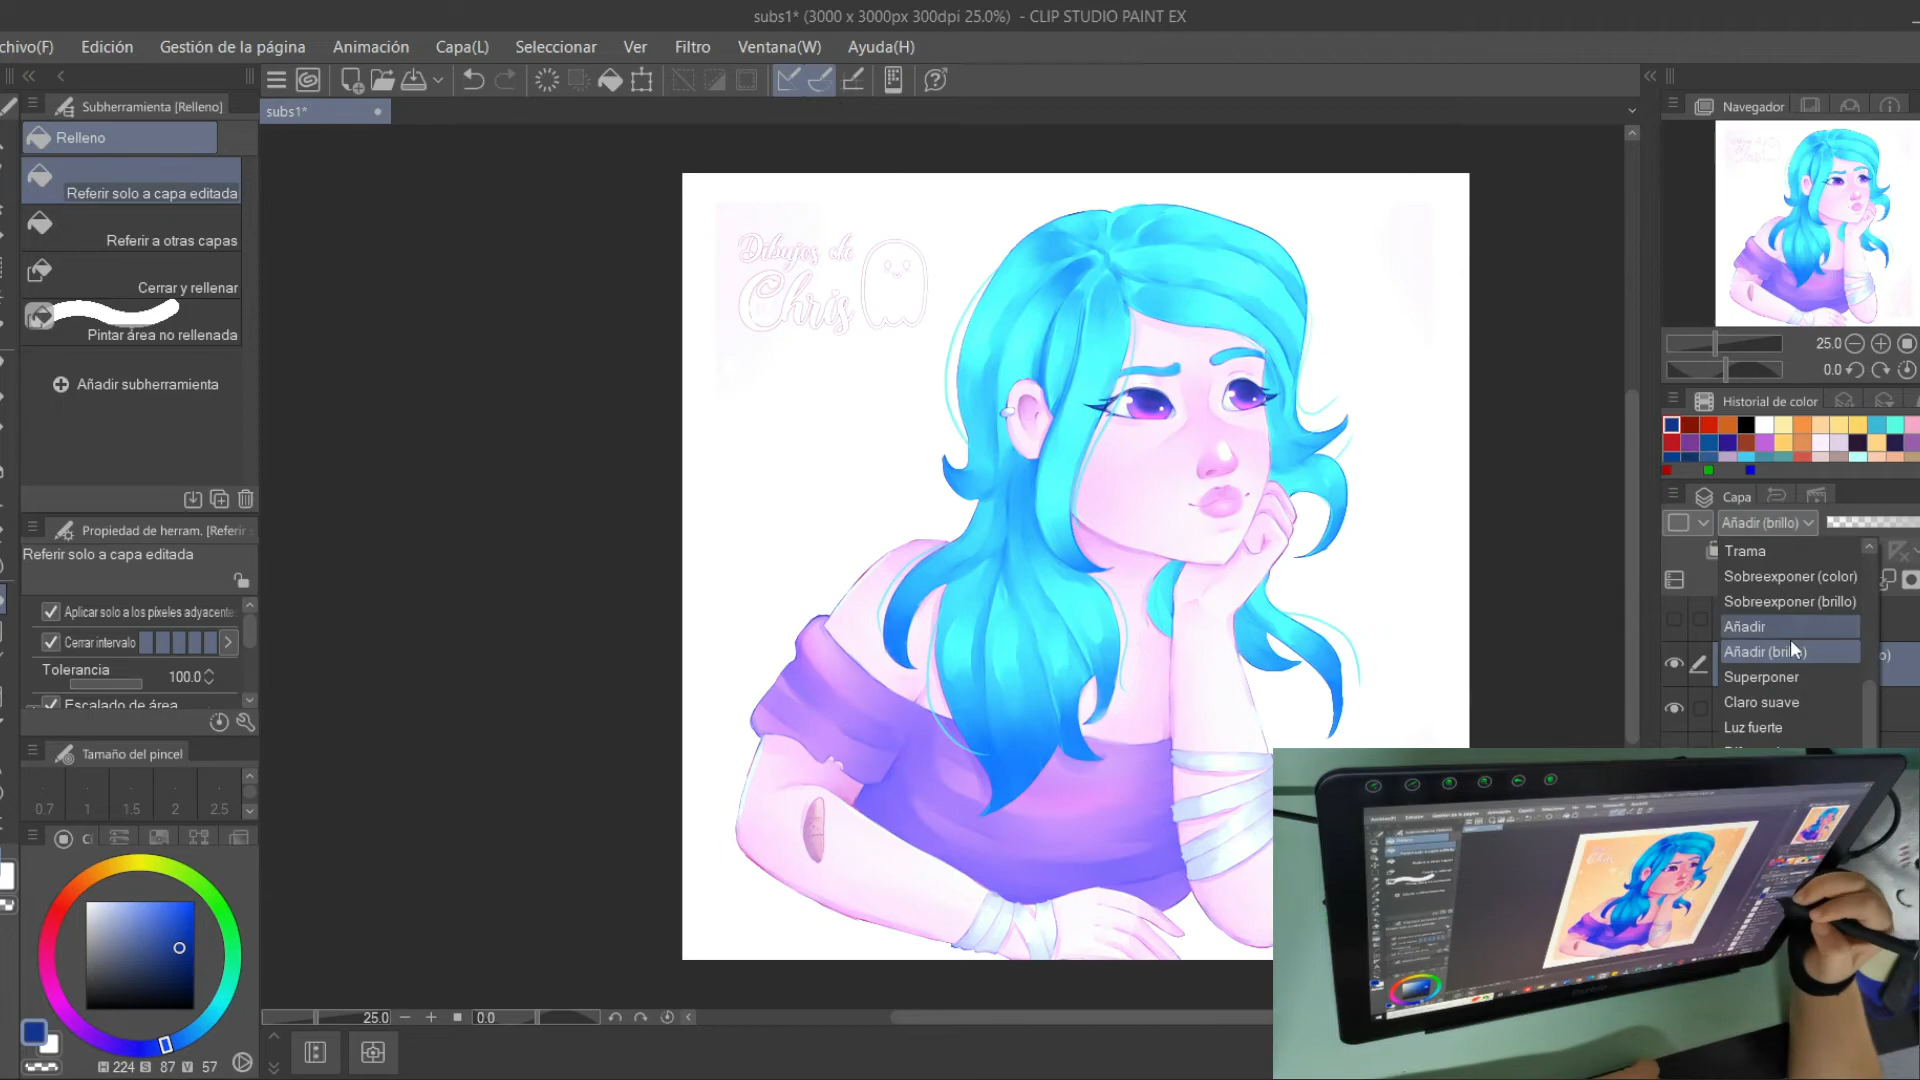 subs1* (3000 x 3000px 300dpi 25.0%) - CLIP STUDIO PAINT EX
chivo(F) Edición Gestión de la página Animación Capa(L) Seleccionar Ver Filtro Ventana(W) Ayuda(H)
Subherramienta [Relleno]
subs1*
Navegador
Relleno
Referir solo a capa editada
Referir a otras capas
Cerrar y rellenar
Pintar área no rellenada
Añadir subherramienta
Dibujos de
Chris
25.0
0.0
Historial de color
Capa
Añadir (brillo)
Trama
Sobreexponer (color)
Sobreexponer (brillo)
Añadir
Añadir (brillo)
Superponer
Claro suave
Luz fuerte
Propiedad de herram. [Referir
Referir solo a capa editada
Aplicar solo a los píxeles adyacente
Cerrar intervalo
Tolerancia 100.0
Escalado de área
Tamaño del pincel
0.7 1 1.5 2 2.5
H 224 S 87 V 57
25.0 0.0